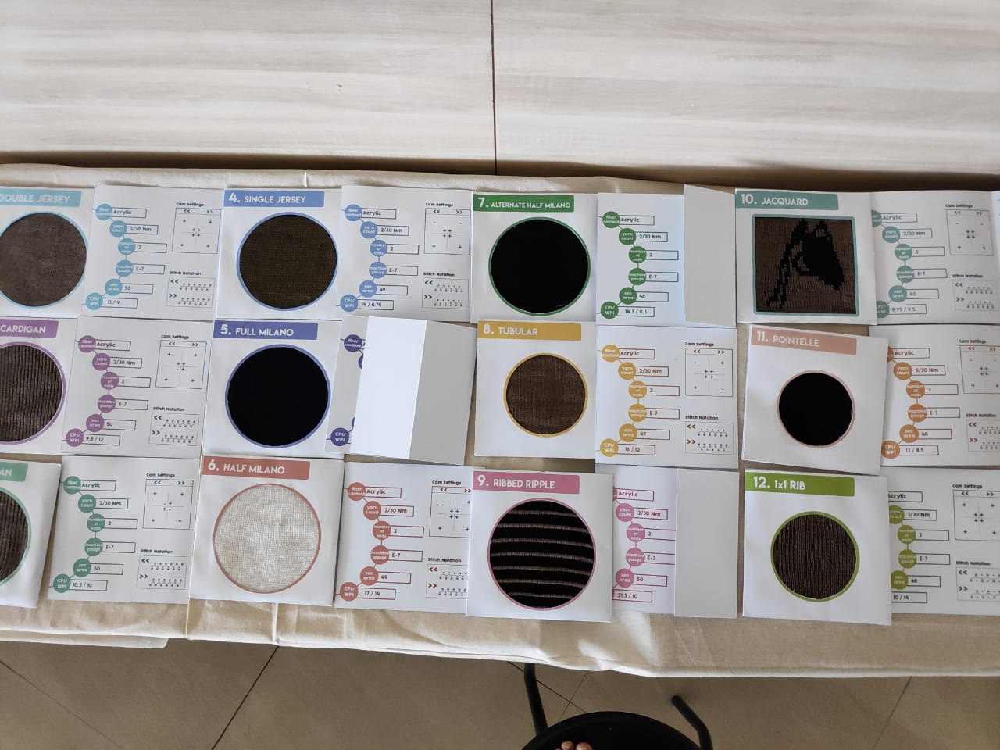 DOUBLE JERSEY
fiber content
Acrylic
yarn count
2/30 Nm
number of ends
2
machine gauge
E-7
sen area
50
CPI/ WPI
13 / 9
Cam Settings
<< >>
Stitch Notation
<<
>>
4. SINGLE JERSEY
fiber content
Acrylic
yarn count
2/30 Nm
number of ends
2
machine gauge
E-7
sen area
49
CPI/ WPI
14 / 8.75
Cam Settings
<< >>
Stitch Notation
<<
>>
7. ALTERNATE HALF MILANO
fiber content
Acrylic
yarn count
2/30 Nm
number of ends
2
machine gauge
E-7
sen area
50
CPI/ WPI
14.3 / 9.3
10. JACQUARD
fiber content
Acrylic
yarn count
2/30 Nm
number of ends
2
machine gauge
E-7
sen area
40
CPI/ WPI
9.75 / 9.5
Cam Settings
<< >>
Stitch Notation
<<
>>
CARDIGAN
fiber content
Acrylic
yarn count
2/30 Nm
number of ends
2
machine gauge
E-7
sen area
50
CPI/ WPI
9.5 / 12
Cam Settings
<< >>
Stitch Notation
<<
>>
5. FULL MILANO
CPI/ WPI
8. TUBULAR
fiber content
Acrylic
yarn count
2/30 Nm
number of ends
2
machine gauge
E-7
sen area
49
CPI/ WPI
16 / 12
Cam Settings
<< >>
Stitch Notation
<<
>>
11. POINTELLE
Acrylic
yarn count
2/30 Nm
number of ends
2
machine gauge
E-7
sen area
40
CPI/ WPI
13 / 8.5
Cam Settings
<< >>
Stitch Notation
<<
>>
AN
fiber content
Acrylic
yarn count
2/30 Nm
number of ends
2
machine gauge
E-7
sen area
50
CPI/ WPI
10.5 / 10
Cam Settings
<< >>
Stitch Notation
<<
>>
6. HALF MILANO
fiber content
Acrylic
yarn count
2/30 Nm
number of ends
2
machine gauge
E-7
sen area
49
CPI/ WPI
17 / 14
Cam Settings
<< >>
Stitch Notation
<<
>>
9. RIBBED RIPPLE
Acrylic
yarn count
2/30 Nm
number of ends
2
machine gauge
E-7
sen area
50
21.3 / 10
12. 1x1 RIB
Acrylic
yarn count
2/30 Nm
number of ends
2
machine gauge
E-7
sen area
48
10 / 14
Cam Settings
<< >>
Stitch Notation
<<
>>